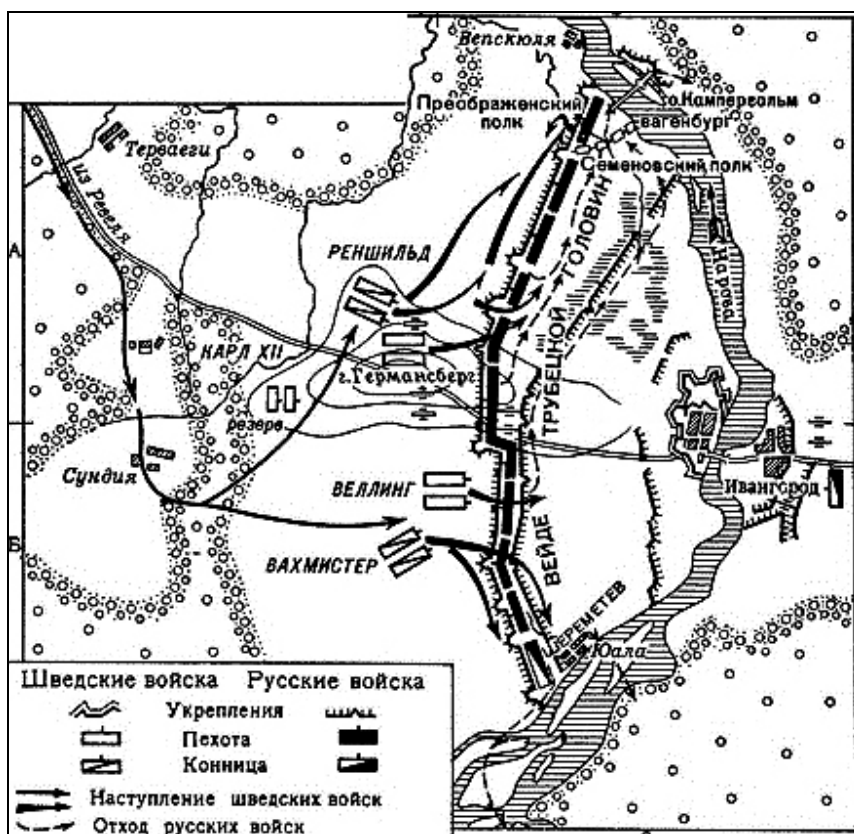 Вепскюля
Преображенский
полк
о. Кампергольм
вагенбург
Семеновский полк
Терваеги
из Ревеля
А
РЕНШИЛЬД
ГОЛОВИН
Нарова
КАРЛ XII
г. Германсберг
ТРУБЕЦКОЙ
резерв
Сундия
ВЕЛЛИНГ
Ивангород
Б
ВАХМИСТЕР
ВЕЙДЕ
ШЕРЕМЕТЕВ
Юала
Шведские войска Русские войска
Укрепления
Пехота
Конница
Наступление шведских войск
Отход русских войск